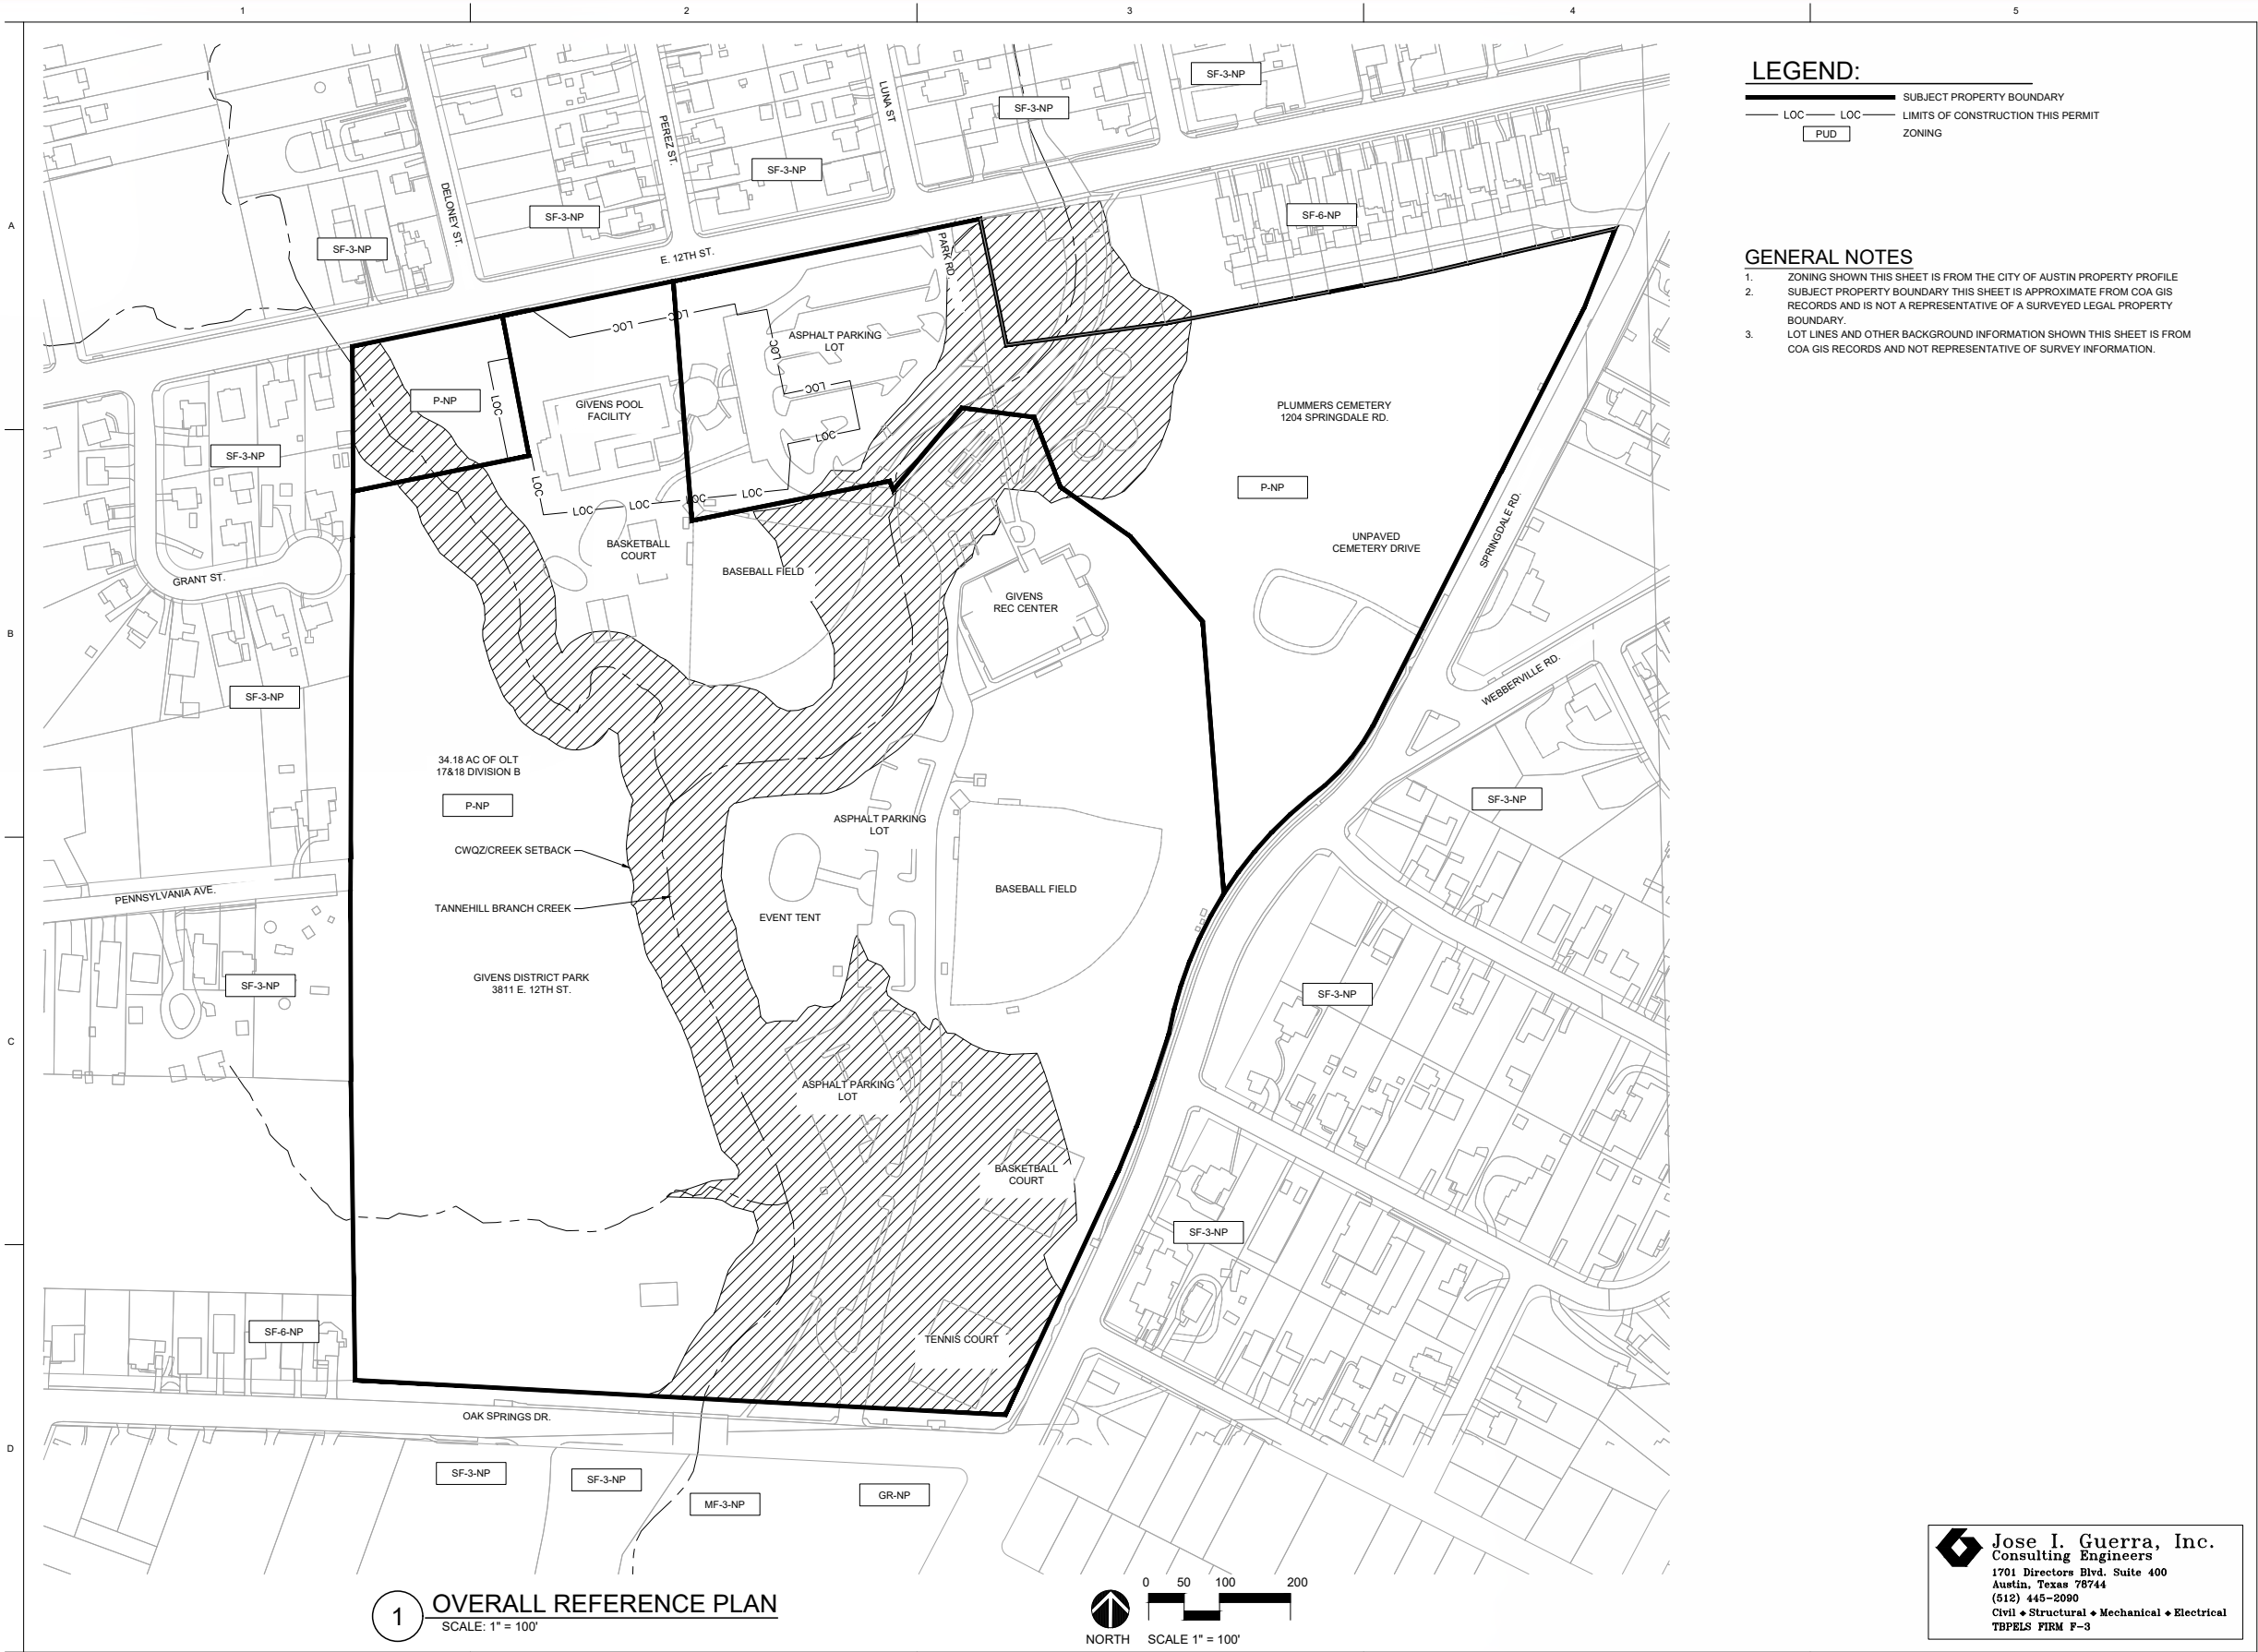 1
2
3
4
5
A
B
C
D
LEGEND:
SUBJECT PROPERTY BOUNDARY
LOC LOC LIMITS OF CONSTRUCTION THIS PERMIT
PUD ZONING
GENERAL NOTES
1. ZONING SHOWN THIS SHEET IS FROM THE CITY OF AUSTIN PROPERTY PROFILE
2. SUBJECT PROPERTY BOUNDARY THIS SHEET IS APPROXIMATE FROM COA GIS
RECORDS AND IS NOT A REPRESENTATIVE OF A SURVEYED LEGAL PROPERTY
BOUNDARY.
3. LOT LINES AND OTHER BACKGROUND INFORMATION SHOWN THIS SHEET IS FROM
COA GIS RECORDS AND NOT REPRESENTATIVE OF SURVEY INFORMATION.
SF-3-NP
SF-3-NP
SF-3-NP
SF-3-NP
SF-3-NP
SF-6-NP
DELONEY ST.
PEREZ ST.
LUNA ST
E. 12TH ST.
PARK RD.
LOC
LOC
LOC
LOC
LOC
LOC
LOC
LOC
LOC
LOC
LOC
ASPHALT PARKING
LOT
P-NP
GIVENS POOL
FACILITY
PLUMMERS CEMETERY
1204 SPRINGDALE RD.
SF-3-NP
P-NP
SPRINGDALE RD.
UNPAVED
CEMETERY DRIVE
BASKETBALL
COURT
BASEBALL FIELD
GRANT ST.
GIVENS
REC CENTER
WEBBERVILLE RD.
SF-3-NP
34.18 AC OF OLT
17&18 DIVISION B
P-NP
SF-3-NP
ASPHALT PARKING
LOT
CWQZ/CREEK SETBACK
PENNSYLVANIA AVE.
BASEBALL FIELD
TANNEHILL BRANCH CREEK
EVENT TENT
GIVENS DISTRICT PARK
3811 E. 12TH ST.
SF-3-NP
SF-3-NP
ASPHALT PARKING
LOT
BASKETBALL
COURT
SF-3-NP
SF-6-NP
TENNIS COURT
OAK SPRINGS DR.
SF-3-NP
SF-3-NP
MF-3-NP
GR-NP
1
OVERALL REFERENCE PLAN
SCALE: 1" = 100'
0 50 100 200
NORTH SCALE 1" = 100'
Jose I. Guerra, Inc.
Consulting Engineers
1701 Directors Blvd. Suite 400
Austin, Texas 78744
(512) 445-2090
Civil ◆ Structural ◆ Mechanical ◆ Electrical
TBPELS FIRM F-3